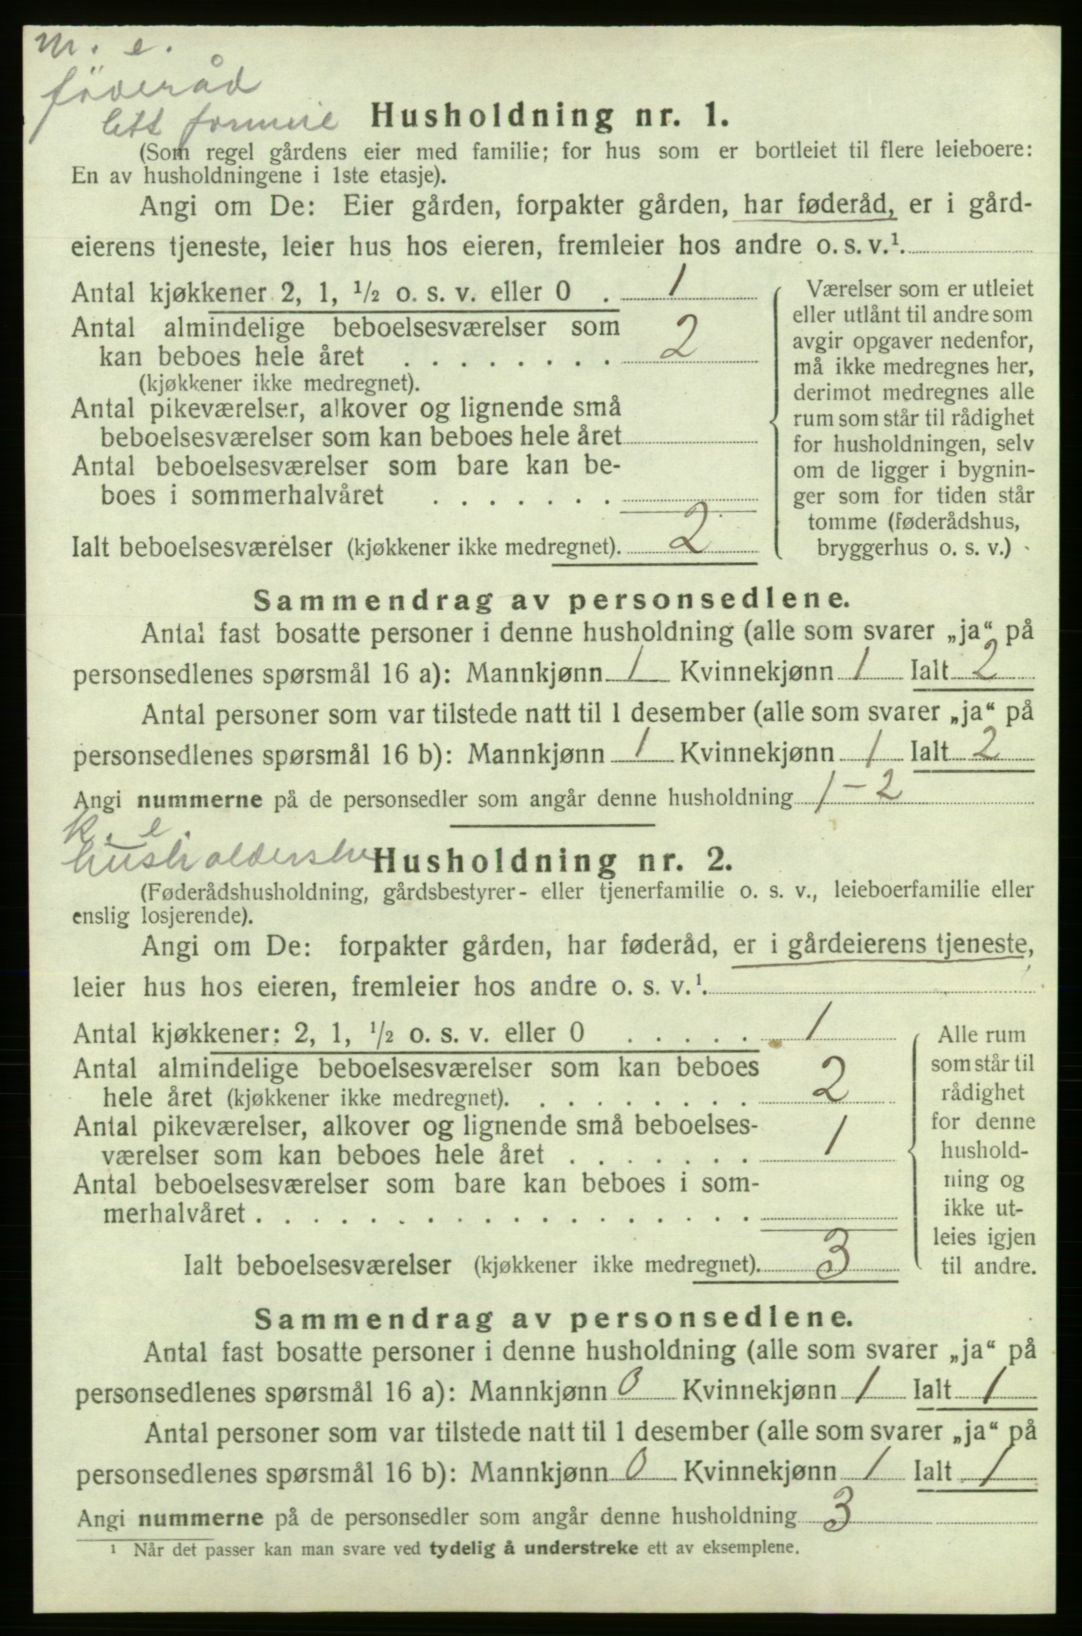 m. e.
föderåd
lett formue
Husholdning nr. 1.
(Som regel gårdens eier med familie; for hus som er bortleiet til flere leieboere:
En av husholdningene i 1ste etasje).
Angi om De: Eier gården, forpakter gården, har føderåd, er i gård-
eierens tjeneste, leier hus hos eieren, fremleier hos andre o. s. v.¹.
Antal kjøkkener 2, 1, ½ o. s. v. eller 0 . 1
Antal almindelige beboelsesværelser som
kan beboes hele året . . . . . . . . 2
(kjøkkener ikke medregnet).
Antal pikeværelser, alkover og lignende små
beboelsesværelser som kan beboes hele året
Antal beboelsesværelser som bare kan be-
boes i sommerhalvåret . . . . . . .
Ialt beboelsesværelser (kjøkkener ikke medregnet). 2
Værelser som er utleiet
eller utlånt til andre som
avgir opgaver nedenfor,
må ikke medregnes her,
derimot medregnes alle
rum som står til rådighet
for husholdningen, selv
om de ligger i bygnin-
ger som for tiden står
tomme (føderådshus,
bryggerhus o. s. v.)
Sammendrag av personsedlene.
Antal fast bosatte personer i denne husholdning (alle som svarer „ja“ på
personsedlenes spørsmål 16 a): Mannkjønn 1 Kvinnekjønn 1 Ialt 2
Antal personer som var tilstede natt til 1 desember (alle som svarer „ja“ på
personsedlenes spørsmål 16 b): Mannkjønn 1 Kvinnekjønn 1 Ialt 2
Angi nummerne på de personsedler som angår denne husholdning 1-2
k. e.
Husholdning nr. 2.
(Føderådshusholdning, gårdsbestyrer- eller tjenerfamilie o. s. v., leieboerfamilie eller
enslig losjerende).
Angi om De: forpakter gården, har føderåd, er i gårdeierens tjeneste,
leier hus hos eieren, fremleier hos andre o. s. v.¹.
Antal kjøkkener: 2, 1, ½ o. s. v. eller 0 . . . . . 1
Antal almindelige beboelsesværelser som kan beboes
hele året (kjøkkener ikke medregnet). . . . . . . . . 2
Antal pikeværelser, alkover og lignende små beboelses-
værelser som kan beboes hele året . . . . . . . 1
Antal beboelsesværelser som bare kan beboes i som-
merhalvåret . . . . . . . . . . . . . . . . . .
Ialt beboelsesværelser (kjøkkener ikke medregnet). 3
Alle rum
som står til
rådighet
for denne
hushold-
ning og
ikke ut-
leies igjen
til andre.
Sammendrag av personsedlene.
Antal fast bosatte personer i denne husholdning (alle som svarer „ja“ på
personsedlenes spørsmål 16 a): Mannkjønn 0 Kvinnekjønn 1 Ialt 1
Antal personer som var tilstede natt til 1 desember (alle som svarer „ja“ på
personsedlenes spørsmål 16 b): Mannkjønn 0 Kvinnekjønn 1 Ialt 1
Angi nummerne på de personsedler som angår denne husholdning 3
¹ Når det passer kan man svare ved tydelig å understreke ett av eksemplene.